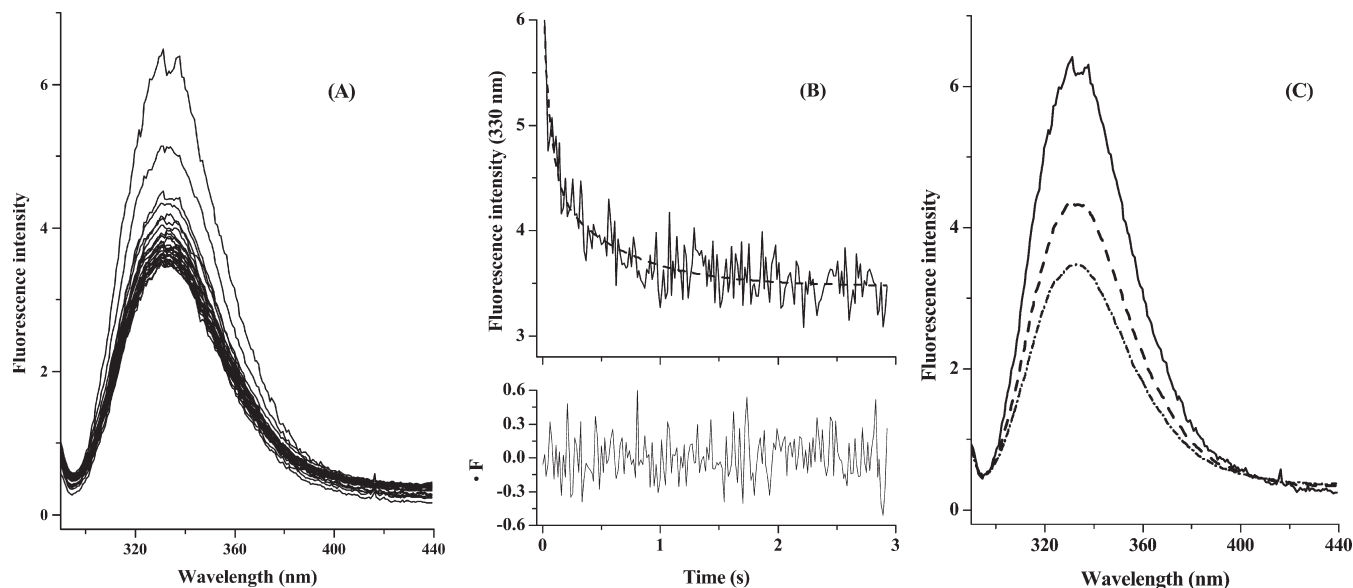 (A)
Fluorescence intensity
6
4
2
0
320
360
400
440
Wavelength (nm)
(B)
Fluorescence intensity (330 nm)
6
5
4
3
• F
0.6
0.3
0.0
-0.3
-0.6
0
1
2
3
Time (s)
(C)
Fluorescence intensity
6
4
2
0
320
360
400
440
Wavelength (nm)